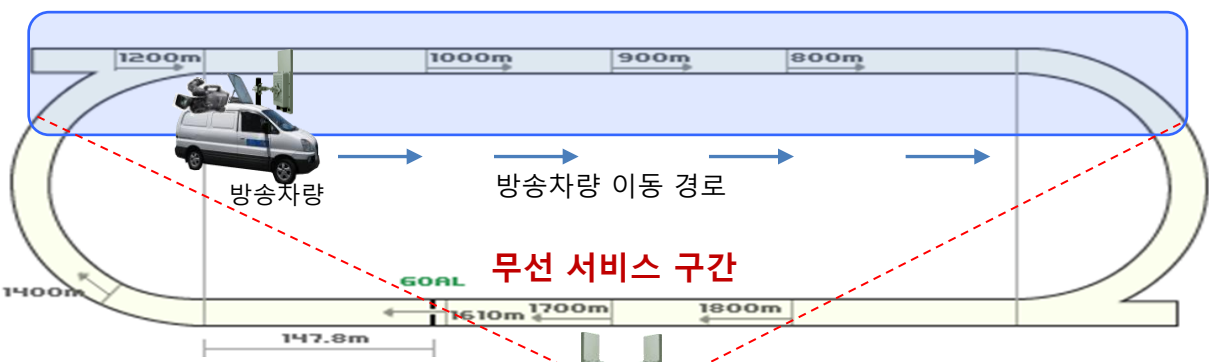 1200m
1000m
900m
800m
방송차량
방송차량 이동 경로
무선 서비스 구간
GOAL
1400m
1610m
1700m
1800m
147.8m